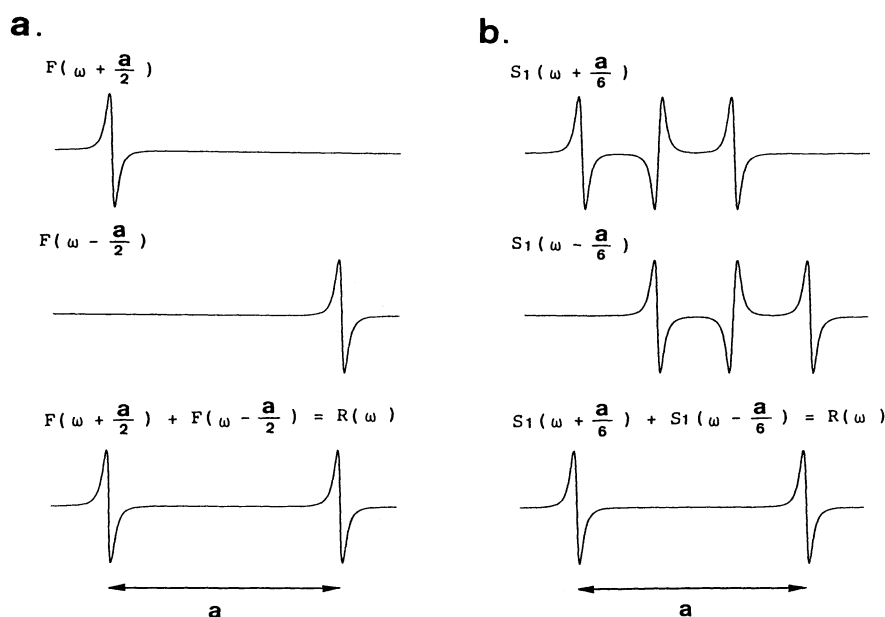 a.
F(ω + a/2)
F(ω - a/2)
F(ω + a/2) + F(ω - a/2) = R(ω)
a
b.
S1(ω + a/6)
S1(ω - a/6)
S1(ω + a/6) + S1(ω - a/6) = R(ω)
a